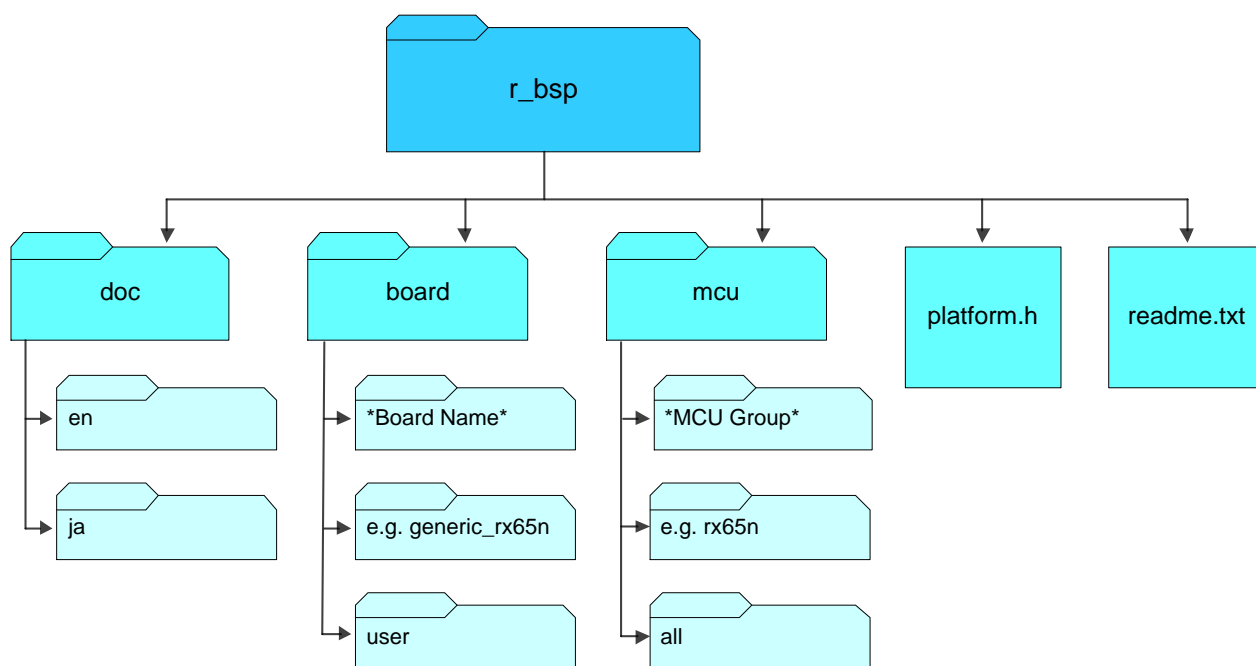 r_bsp
doc
board
mcu
platform.h
readme.txt
en
*Board Name*
*MCU Group*
ja
e.g. generic_rx65n
e.g. rx65n
user
all